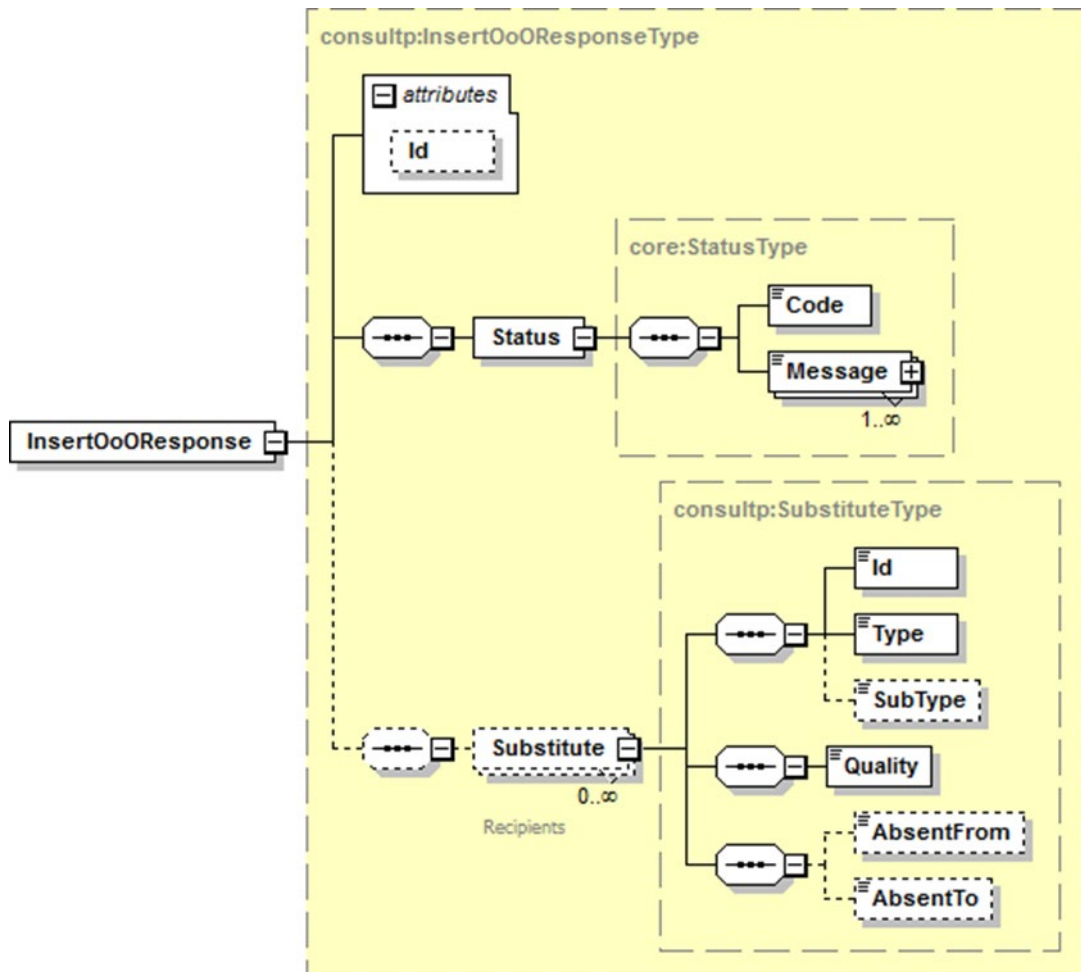 consultp:InsertOoOResponseType
attributes
Id
core:StatusType
Code
Status
Message
1..∞
InsertOoOResponse
consultp:SubstituteType
Id
Type
SubType
Substitute
0..∞
Recipients
Quality
AbsentFrom
AbsentTo